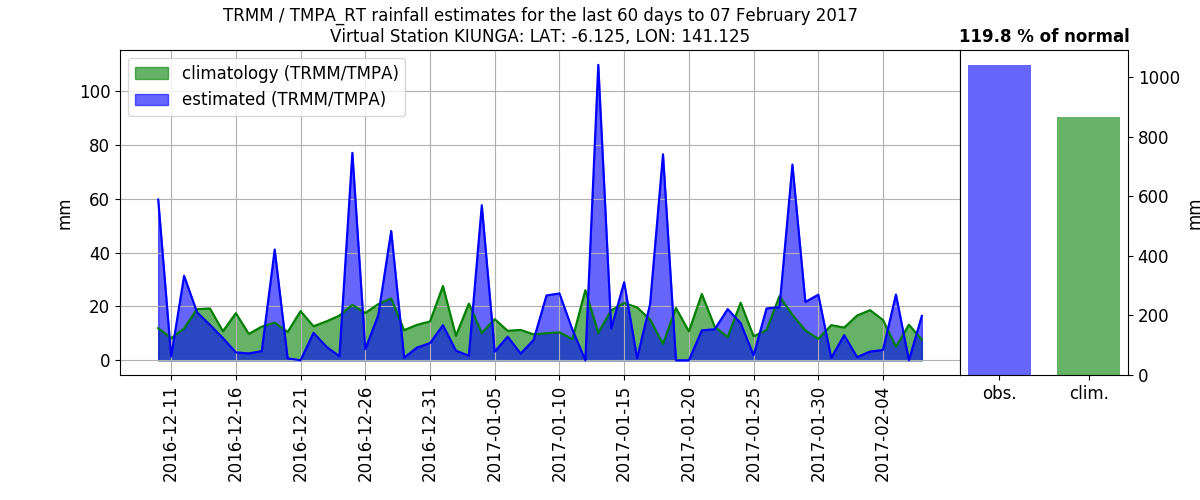 TRMM / TMPA_RT rainfall estimates for the last 60 days to 07 February 2017
Virtual Station KIUNGA: LAT: -6.125, LON: 141.125
119.8 % of normal
climatology (TRMM/TMPA)
estimated (TRMM/TMPA)
100
80
60
40
20
0
mm
1000
800
600
400
200
0
mm
obs.
clim.
2016-12-11
2016-12-16
2016-12-21
2016-12-26
2016-12-31
2017-01-05
2017-01-10
2017-01-15
2017-01-20
2017-01-25
2017-01-30
2017-02-04